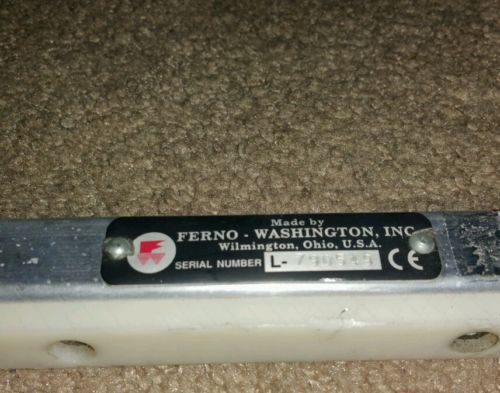 Made by
FERNO - WASHINGTON, INC
Wilmington, Ohio, U.S.A.
SERIAL NUMBER L- CE